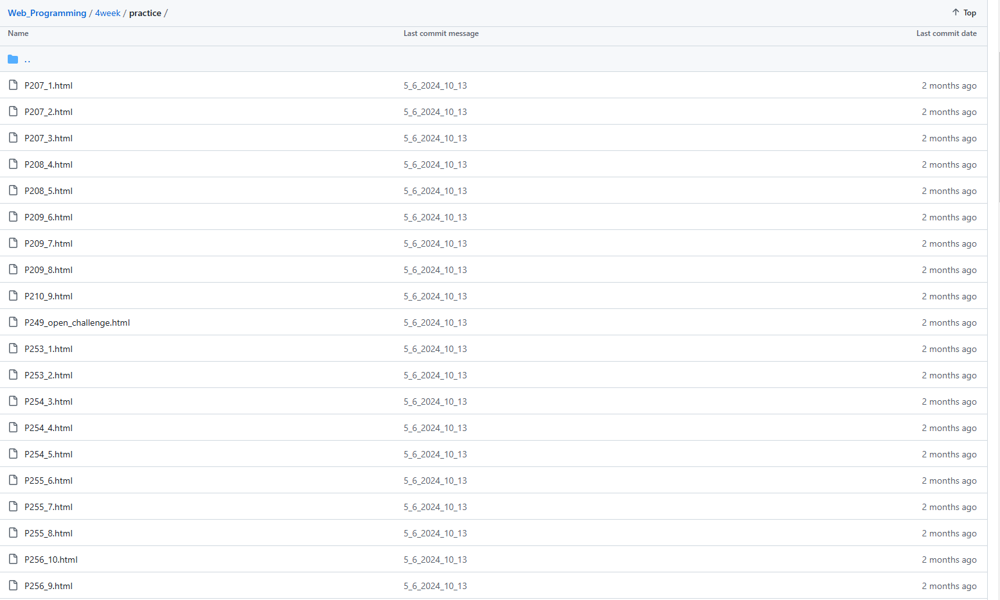 Web_Programming / 4week / practice / Top
Name Last commit message Last commit date
..
P207_1.html 5_6_2024_10_13 2 months ago
P207_2.html 5_6_2024_10_13 2 months ago
P207_3.html 5_6_2024_10_13 2 months ago
P208_4.html 5_6_2024_10_13 2 months ago
P208_5.html 5_6_2024_10_13 2 months ago
P209_6.html 5_6_2024_10_13 2 months ago
P209_7.html 5_6_2024_10_13 2 months ago
P209_8.html 5_6_2024_10_13 2 months ago
P210_9.html 5_6_2024_10_13 2 months ago
P249_open_challenge.html 5_6_2024_10_13 2 months ago
P253_1.html 5_6_2024_10_13 2 months ago
P253_2.html 5_6_2024_10_13 2 months ago
P254_3.html 5_6_2024_10_13 2 months ago
P254_4.html 5_6_2024_10_13 2 months ago
P254_5.html 5_6_2024_10_13 2 months ago
P255_6.html 5_6_2024_10_13 2 months ago
P255_7.html 5_6_2024_10_13 2 months ago
P255_8.html 5_6_2024_10_13 2 months ago
P256_10.html 5_6_2024_10_13 2 months ago
P256_9.html 5_6_2024_10_13 2 months ago